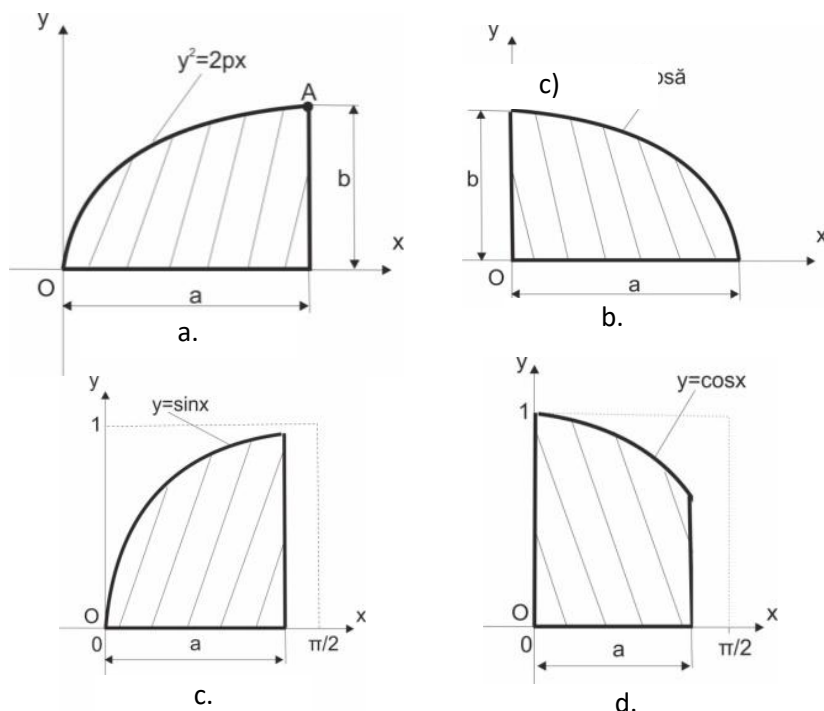 y
y²=2px
A
b
x
O
a
a.
y
c)
b
x
O
a
b.
y
y=sinx
1
O
0
a
x
π/2
c.
y
y=cosx
1
O
0
a
x
π/2
d.